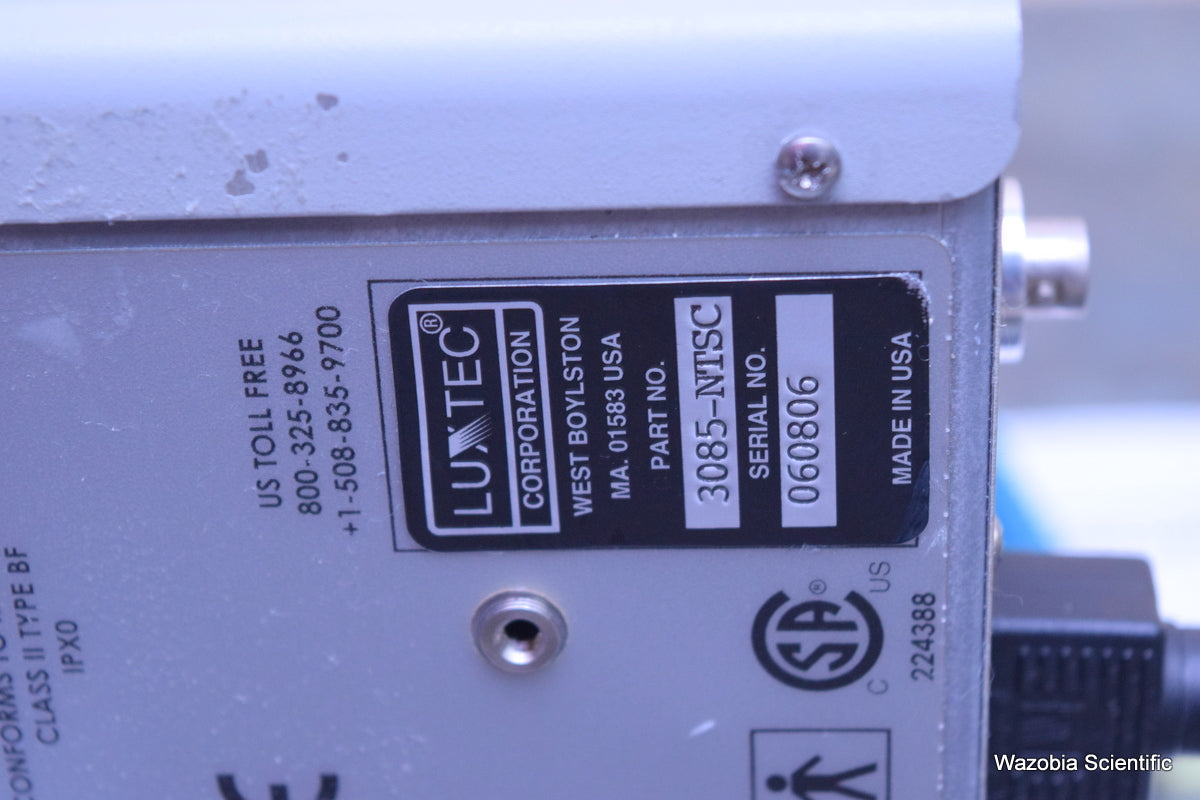 CLASS II TYPE BF
IPX0
US TOLL FREE
800-325-8966
+1-508-835-9700
LUXTEC®
CORPORATION
WEST BOYLSTON
MA. 01583 USA
PART NO.
3085-NTSC
SERIAL NO.
060806
MADE IN USA
C SA® US
224388
Wazobia Scientific